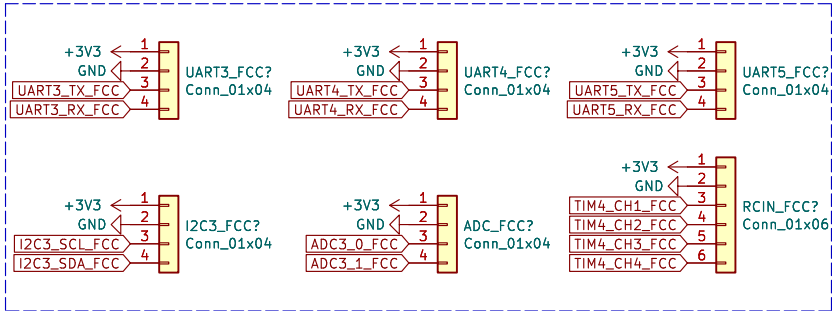 +3V3 1
GND 2
UART3_TX_FCC 3
UART3_RX_FCC 4
UART3_FCC?
Conn_01x04
+3V3 1
GND 2
UART4_TX_FCC 3
UART4_RX_FCC 4
UART4_FCC?
Conn_01x04
+3V3 1
GND 2
UART5_TX_FCC 3
UART5_RX_FCC 4
UART5_FCC?
Conn_01x04
+3V3 1
GND 2
I2C3_SCL_FCC 3
I2C3_SDA_FCC 4
I2C3_FCC?
Conn_01x04
+3V3 1
GND 2
ADC3_0_FCC 3
ADC3_1_FCC 4
ADC_FCC?
Conn_01x04
+3V3 1
GND 2
TIM4_CH1_FCC 3
TIM4_CH2_FCC 4
TIM4_CH3_FCC 5
TIM4_CH4_FCC 6
RCIN_FCC?
Conn_01x06